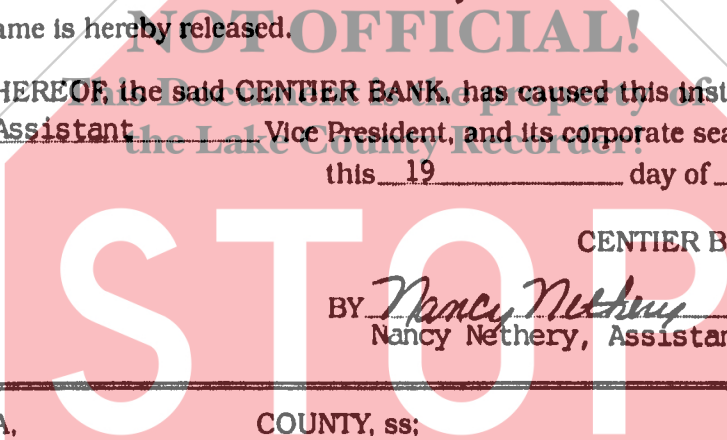 ame is hereby released.
NOT OFFICIAL!
HEREOF, the said CENTIER BANK, has caused this inst
This Document is the property of
Assistant Vice President, and its corporate sea
the Lake County Recorder!
this 19 day of
STOP
CENTIER B
BY Nancy Nethery
Nancy Nethery, Assistan
A, COUNTY, ss;